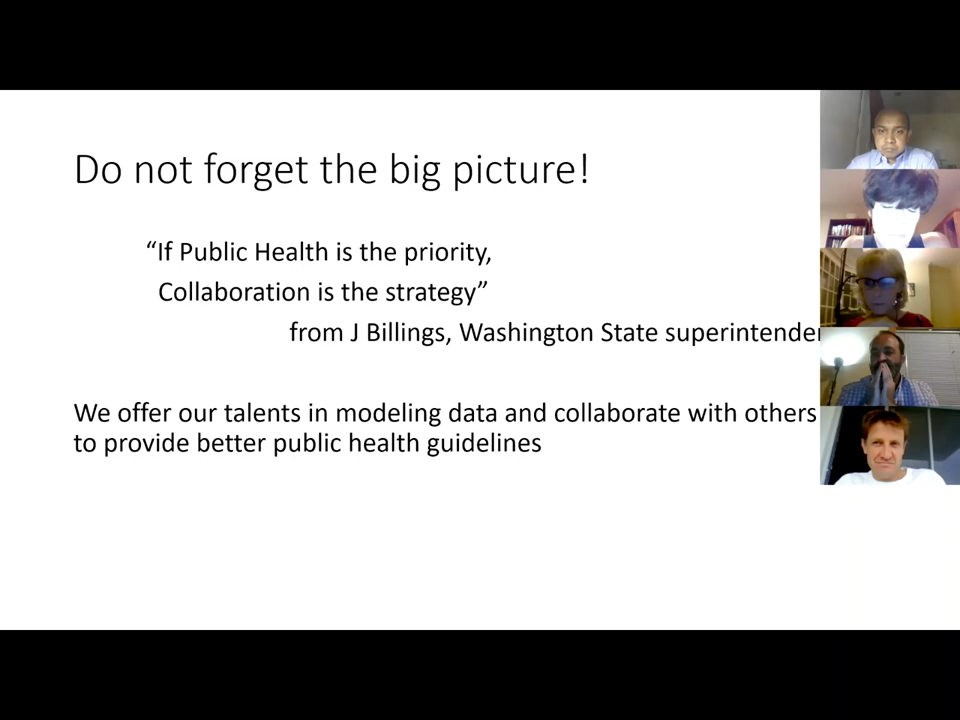 Do not forget the big picture!
“If Public Health is the priority,
Collaboration is the strategy”
from J Billings, Washington State
We offer our talents in modeling data and collaborate with others
to provide better public health guidelines